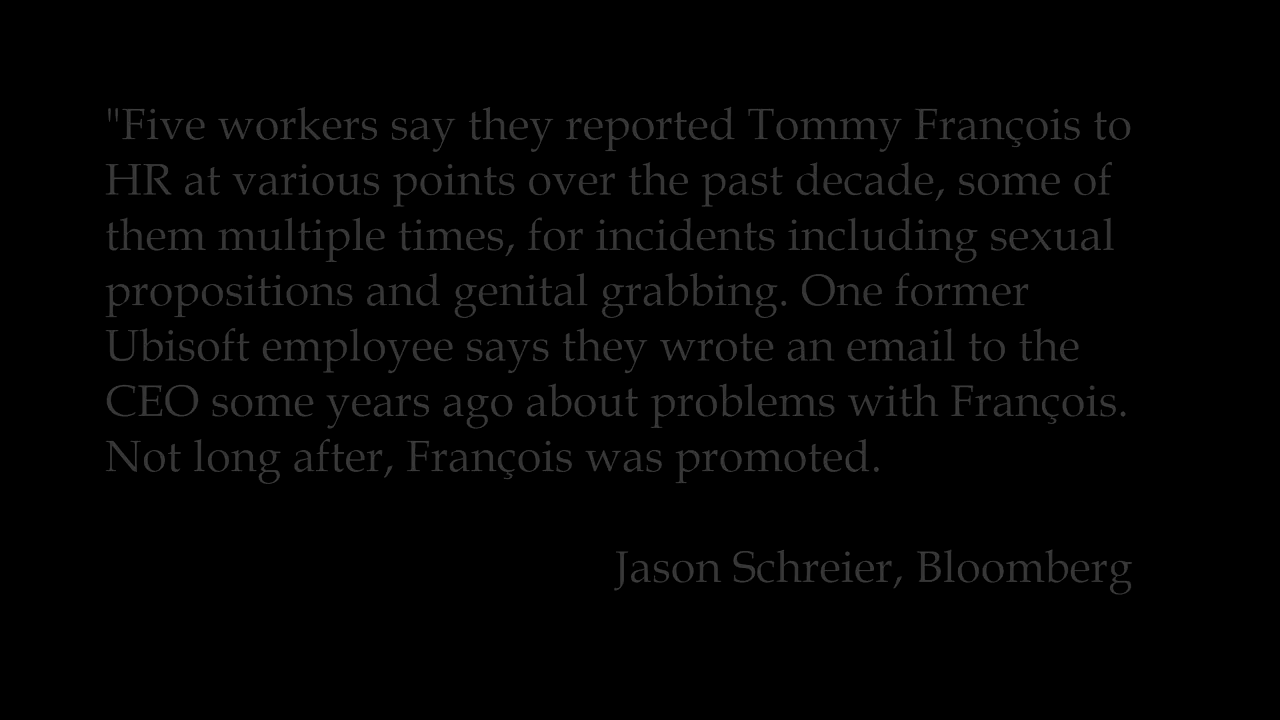 "Five workers say they reported Tommy François to
HR at various points over the past decade, some of
them multiple times, for incidents including sexual
propositions and genital grabbing. One former
Ubisoft employee says they wrote an email to the
CEO some years ago about problems with François.
Not long after, François was promoted.
Jason Schreier, Bloomberg